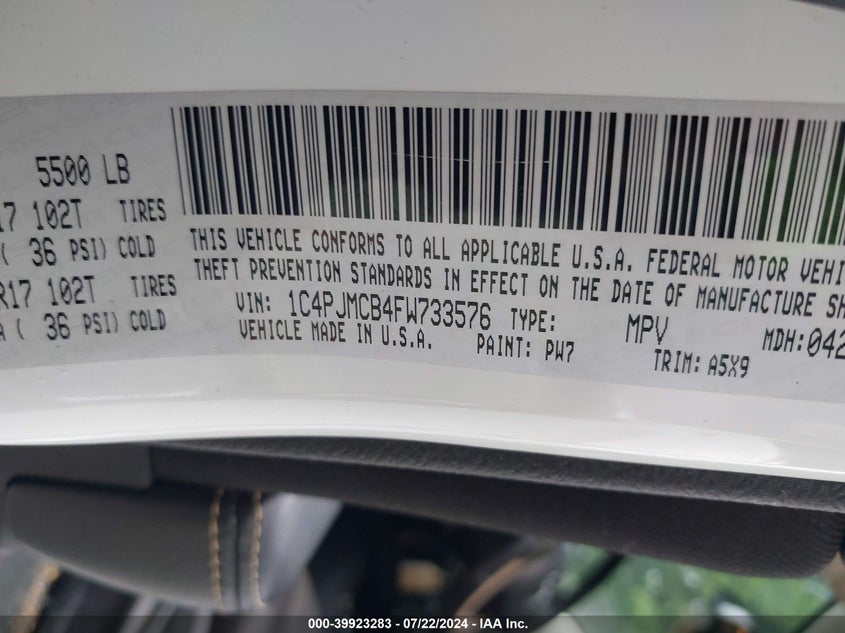 5500 LB
17 102T TIRES
( 36 PSI) COLD
R17 102T TIRES
( 36 PSI) COLD
THIS VEHICLE CONFORMS TO ALL APPLICABLE U.S.A. FEDERAL MOTOR VEHI
THEFT PREVENTION STANDARDS IN EFFECT ON THE DATE OF MANUFACTURE SH
VIN: 1C4PJMCB4FW733576 TYPE: MPV MDH:042
VEHICLE MADE IN U.S.A. PAINT: PW7 TRIM: A5X9
000-39923283 - 07/22/2024 - IAA Inc.